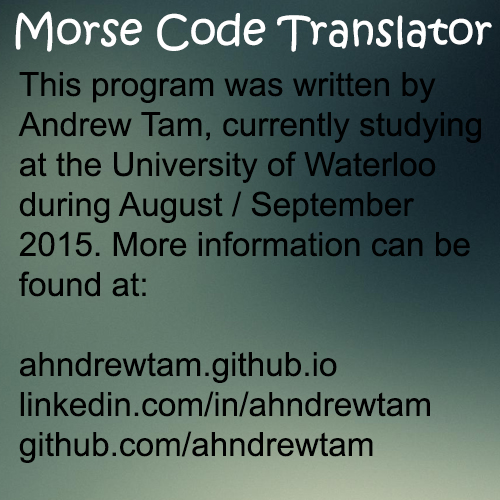 Morse Code Translator
This program was written by
Andrew Tam, currently studying
at the University of Waterloo
during August / September
2015. More information can be
found at:
ahndrewtam.github.io
linkedin.com/in/ahndrewtam
github.com/ahndrewtam